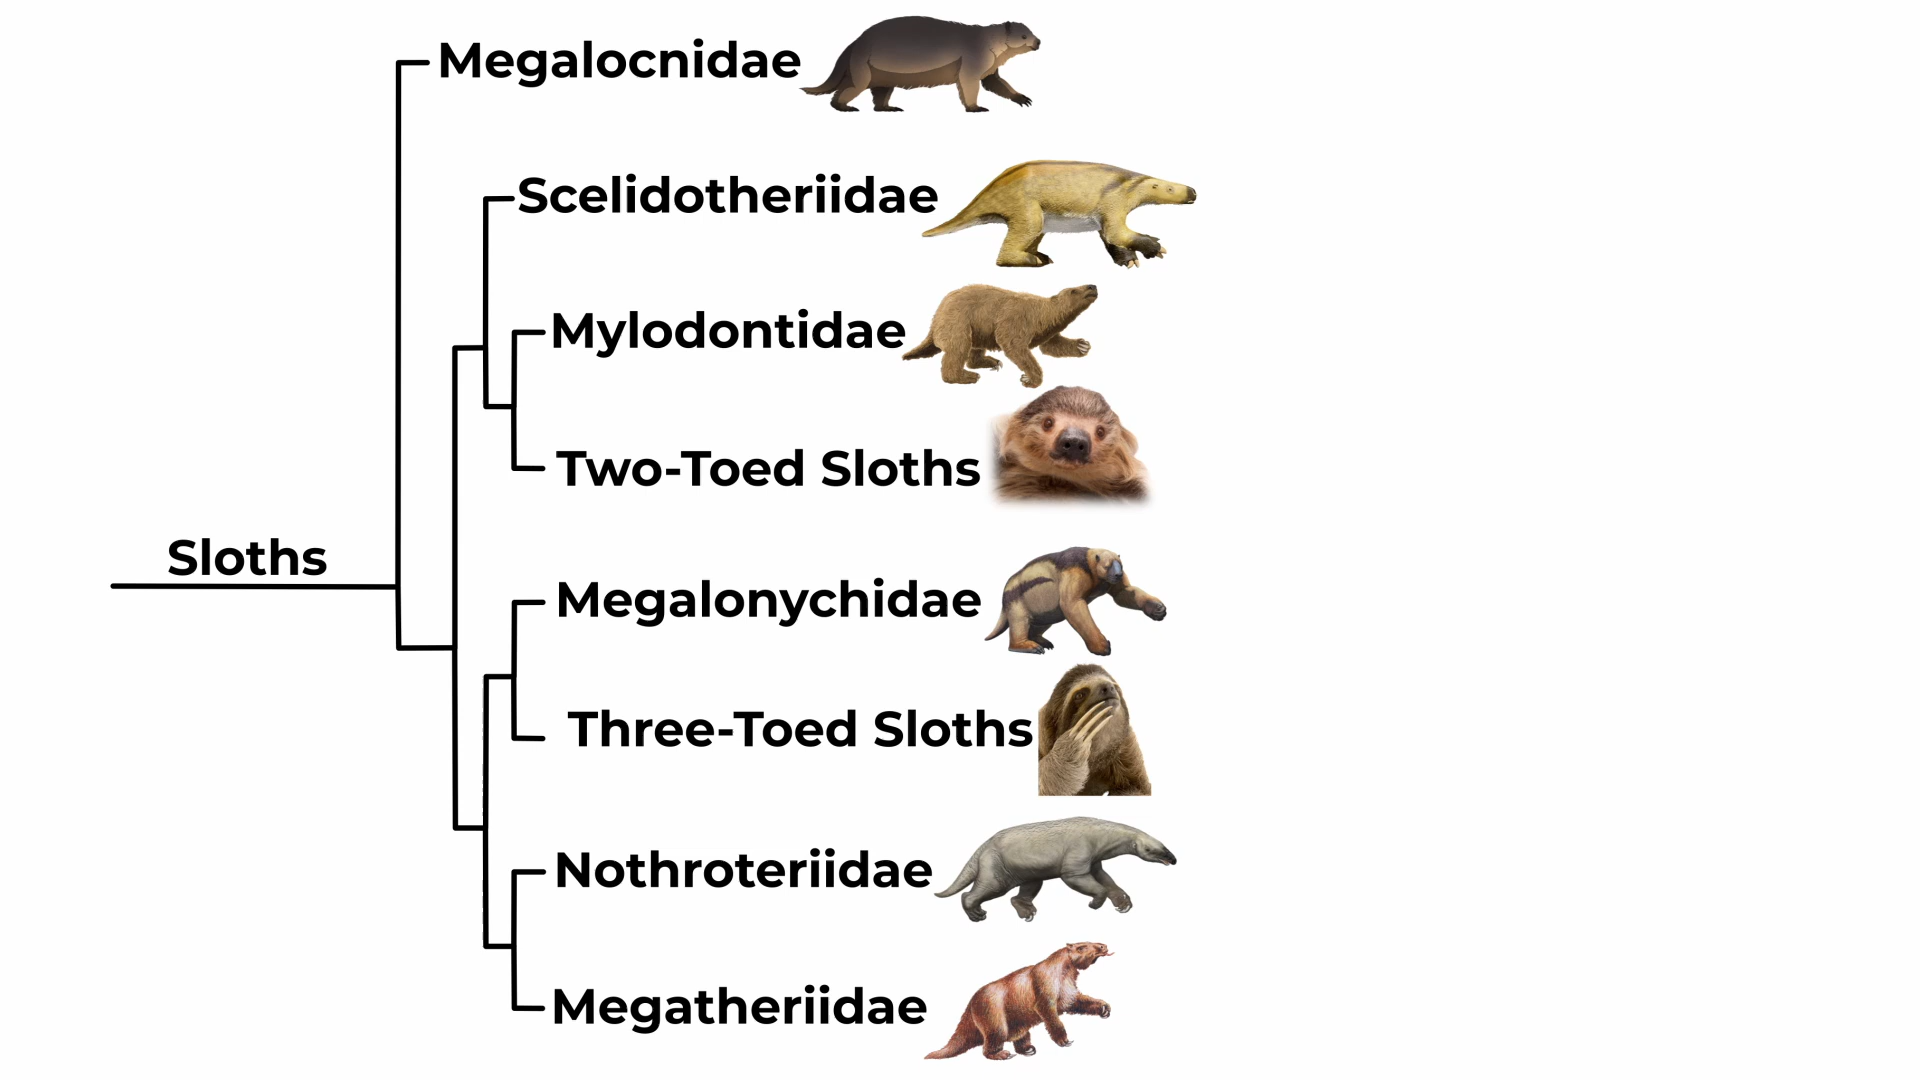 Megalocnidae
Scelidotheriidae
Mylodontidae
Two-Toed Sloths
Sloths
Megalonychidae
Three-Toed Sloths
Nothroteriidae
Megatheriidae